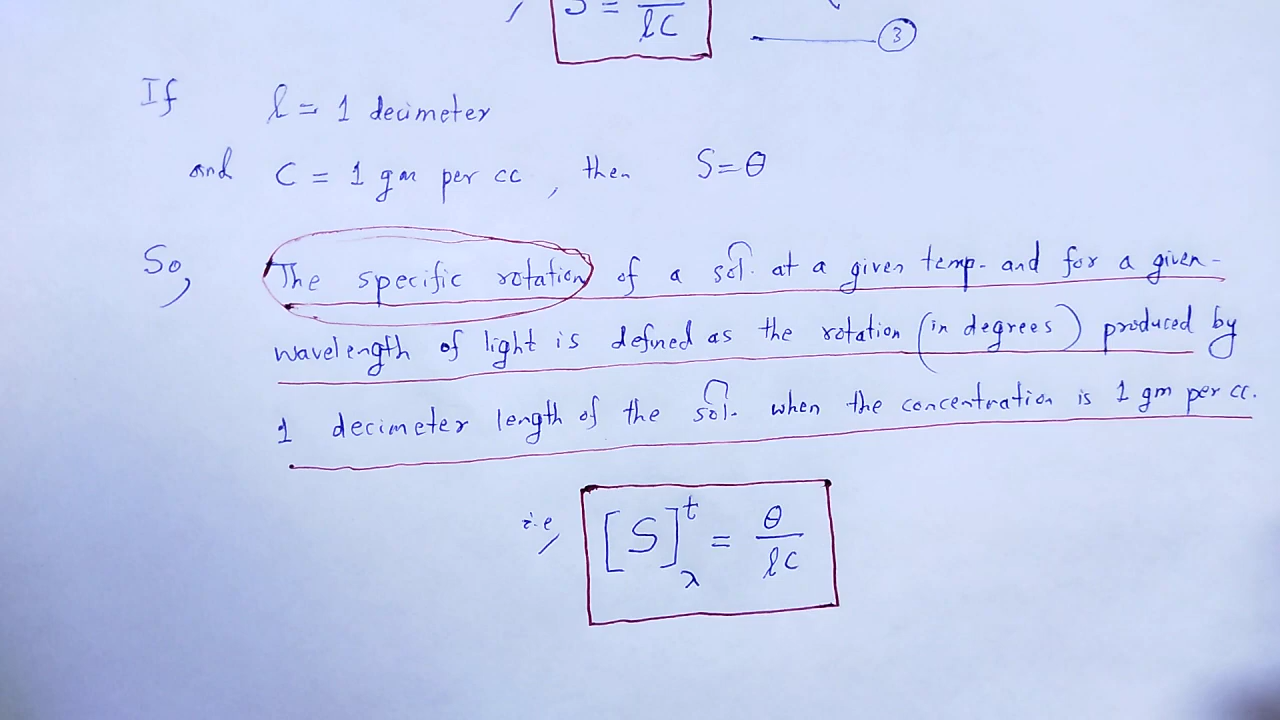 S = / lC ——— 3
If l = 1 decimeter
and C = 1 gm per cc , then S = θ
So, The specific rotation of a sol. at a given temp. and for a given -
wavelength of light is defined as the rotation (in degrees) produced by
1 decimeter length of the sol. when the concentration is 1 gm per cc.
i.e, [S]^t_λ = θ / lC